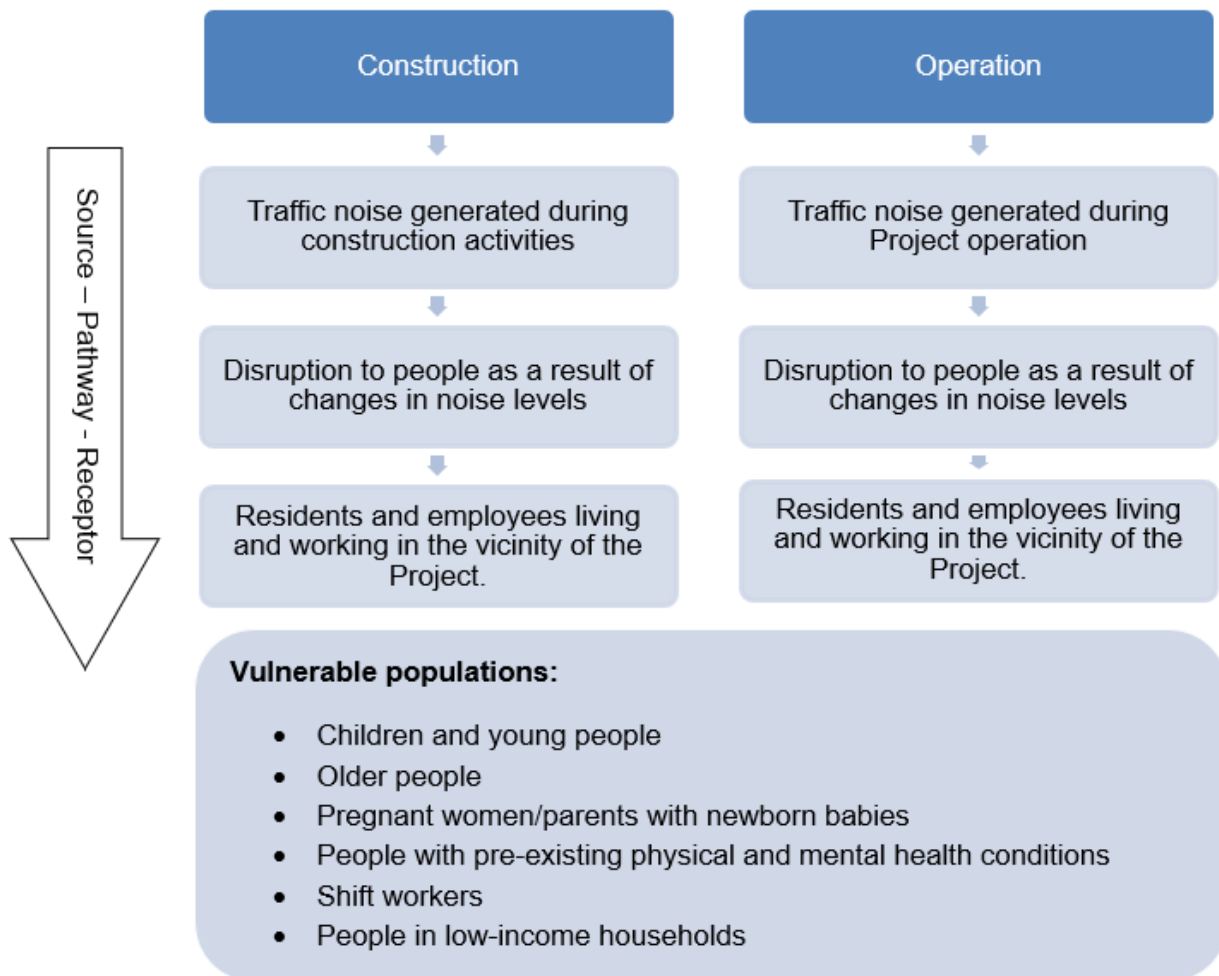 Construction
Operation
Source – Pathway - Receptor
Traffic noise generated during
construction activities
Traffic noise generated during
Project operation
Disruption to people as a result of
changes in noise levels
Disruption to people as a result of
changes in noise levels
Residents and employees living
and working in the vicinity of the
Project.
Residents and employees living
and working in the vicinity of the
Project.
Vulnerable populations:
• Children and young people
• Older people
• Pregnant women/parents with newborn babies
• People with pre-existing physical and mental health conditions
• Shift workers
• People in low-income households